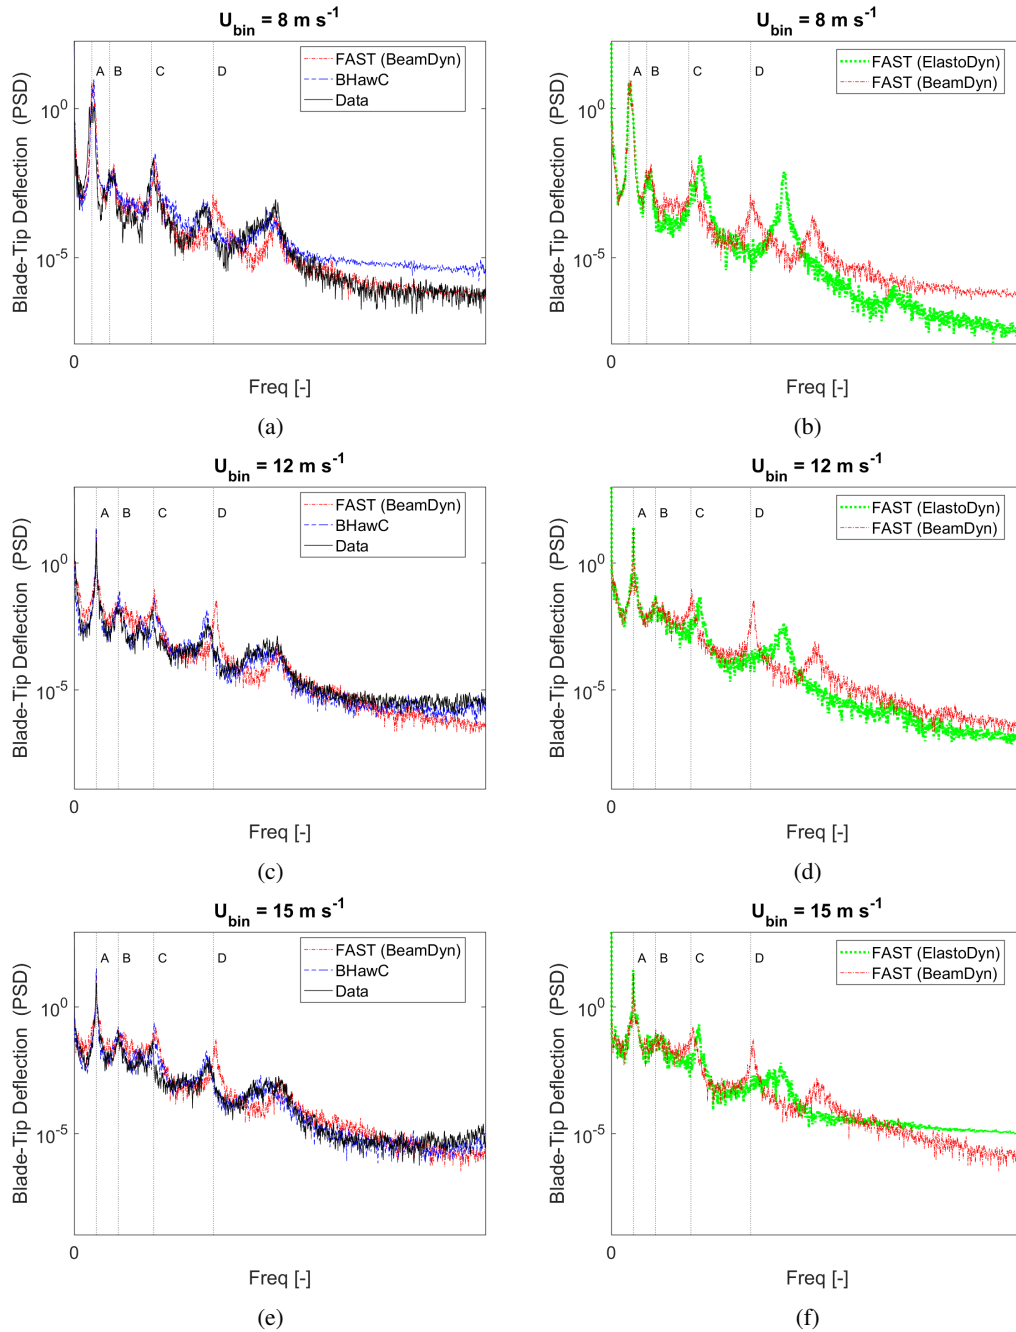 U_bin = 8 m s^-1
Blade-Tip Deflection (PSD)
10^0
10^-5
A B C D
FAST (BeamDyn)
BHawC
Data
0
Freq [-]
(a)
U_bin = 8 m s^-1
Blade-Tip Deflection (PSD)
10^0
10^-5
A B C D
FAST (ElastoDyn)
FAST (BeamDyn)
0
Freq [-]
(b)
U_bin = 12 m s^-1
Blade-Tip Deflection (PSD)
10^0
10^-5
A B C D
FAST (BeamDyn)
BHawC
Data
0
Freq [-]
(c)
U_bin = 12 m s^-1
Blade-Tip Deflection (PSD)
10^0
10^-5
A B C D
FAST (ElastoDyn)
FAST (BeamDyn)
0
Freq [-]
(d)
U_bin = 15 m s^-1
Blade-Tip Deflection (PSD)
10^0
10^-5
A B C D
FAST (BeamDyn)
BHawC
Data
0
Freq [-]
(e)
U_bin = 15 m s^-1
Blade-Tip Deflection (PSD)
10^0
10^-5
A B C D
FAST (ElastoDyn)
FAST (BeamDyn)
0
Freq [-]
(f)